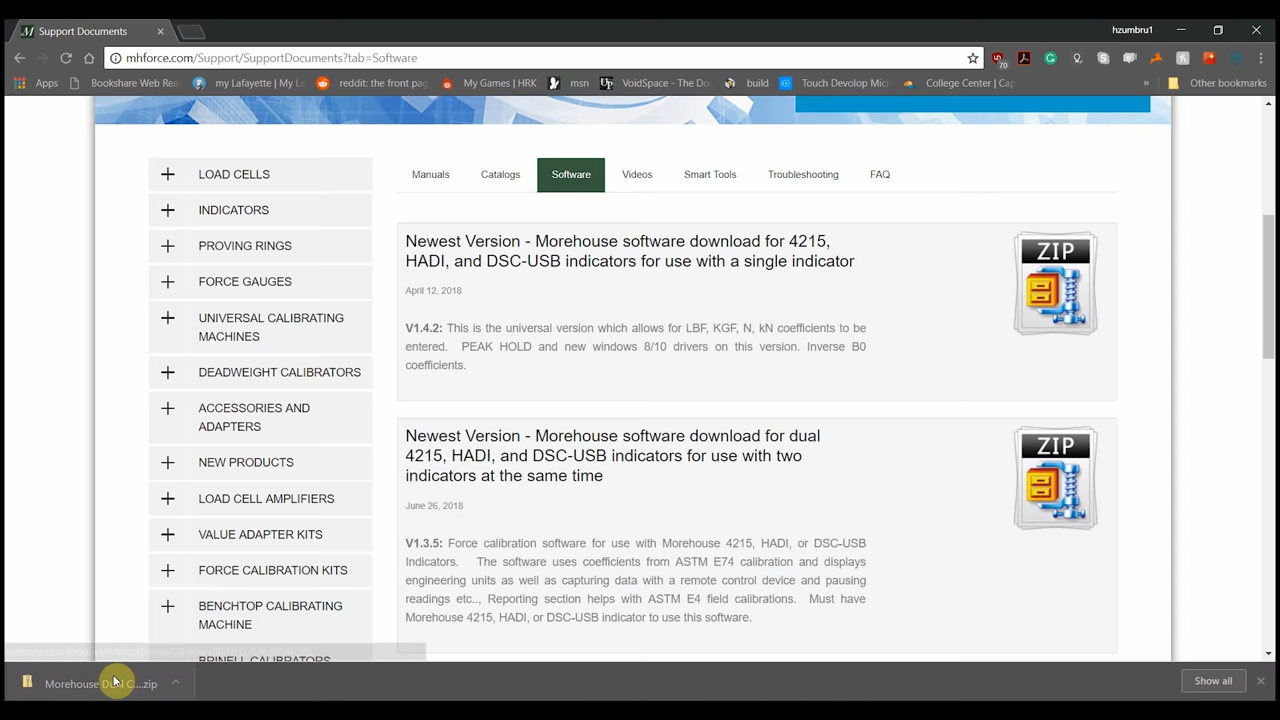 Support Documents
hzumbru1
mhforce.com/Support/SupportDocuments?tab=Software
70
Apps
Bookshare Web Rea
my Lafayette | My La
reddit: the front pag
My Games | HRK
msn
VoidSpace - The Do
build
Touch Devolop Micr
College Center | Cap
»
Other bookmarks
LOAD CELLS
INDICATORS
PROVING RINGS
FORCE GAUGES
UNIVERSAL CALIBRATING
MACHINES
DEADWEIGHT CALIBRATORS
ACCESSORIES AND
ADAPTERS
NEW PRODUCTS
LOAD CELL AMPLIFIERS
VALUE ADAPTER KITS
FORCE CALIBRATION KITS
BENCHTOP CALIBRATING
MACHINE
BRINELL CALIBRATORS
Manuals
Catalogs
Software
Videos
Smart Tools
Troubleshooting
FAQ
Newest Version - Morehouse software download for 4215,
HADI, and DSC-USB indicators for use with a single indicator
April 12, 2018
V1.4.2: This is the universal version which allows for LBF, KGF, N, kN coefficients to be
entered. PEAK HOLD and new windows 8/10 drivers on this version. Inverse B0
coefficients.
ZIP
Newest Version - Morehouse software download for dual
4215, HADI, and DSC-USB indicators for use with two
indicators at the same time
June 26, 2018
V1.3.5: Force calibration software for use with Morehouse 4215, HADI, or DSC-USB
Indicators. The software uses coefficients from ASTM E74 calibration and displays
engineering units as well as capturing data with a remote control device and pausing
readings etc.., Reporting section helps with ASTM E4 field calibrations. Must have
Morehouse 4215, HADI, or DSC-USB indicator to use this software.
ZIP
Morehouse Dual C....zip
Show all